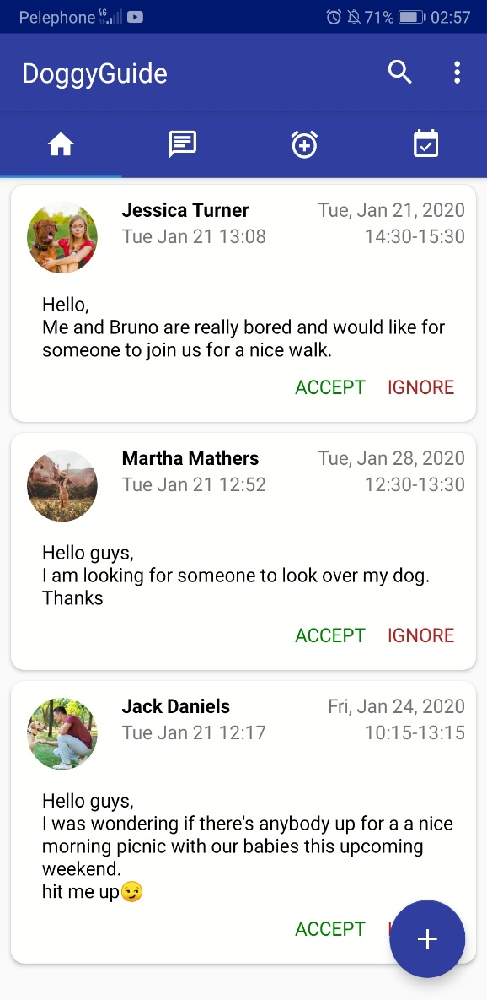 Pelephone 4G 71% 02:57
DoggyGuide
Jessica Turner Tue, Jan 21, 2020
Tue Jan 21 13:08 14:30-15:30
Hello,
Me and Bruno are really bored and would like for
someone to join us for a nice walk.
ACCEPT IGNORE
Martha Mathers Tue, Jan 28, 2020
Tue Jan 21 12:52 12:30-13:30
Hello guys,
I am looking for someone to look over my dog.
Thanks
ACCEPT IGNORE
Jack Daniels Fri, Jan 24, 2020
Tue Jan 21 12:17 10:15-13:15
Hello guys,
I was wondering if there's anybody up for a a nice
morning picnic with our babies this upcoming
weekend.
hit me up😏
ACCEPT